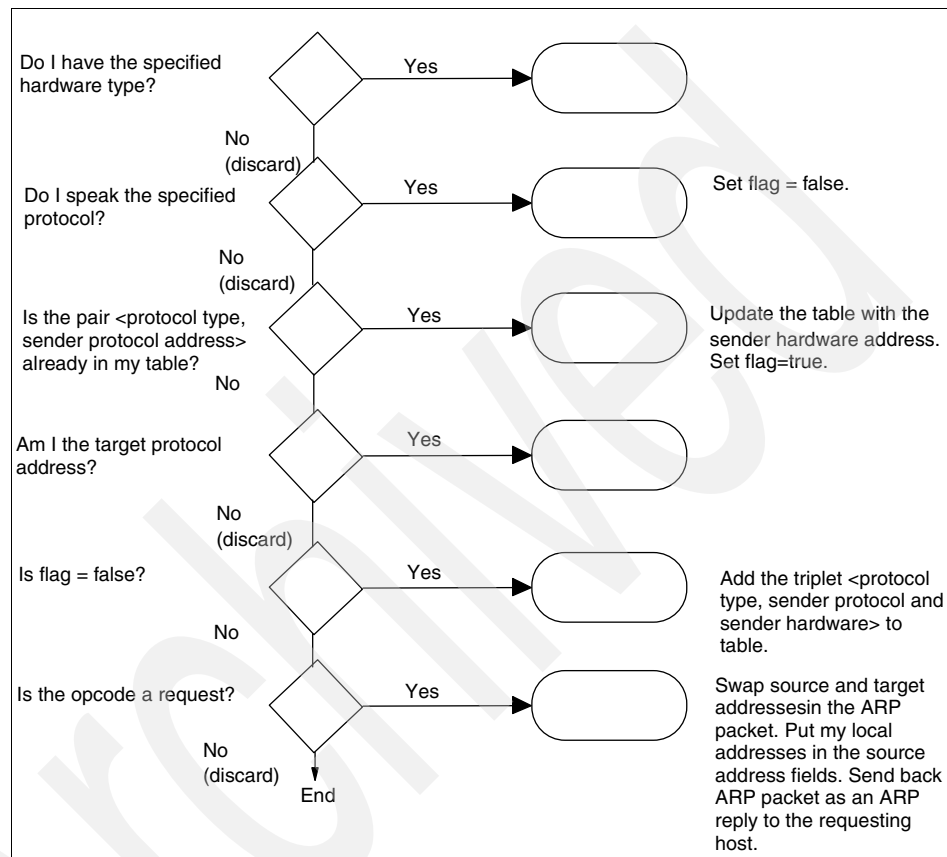 Do I have the specified
hardware type?
Yes
No
(discard)
Do I speak the specified
protocol?
Yes
Set flag = false.
No
(discard)
Is the pair <protocol type,
sender protocol address>
already in my table?
Yes
Update the table with the
sender hardware address.
Set flag=true.
No
Am I the target protocol
address?
Yes
No
(discard)
Is flag = false?
Yes
Add the triplet <protocol
type, sender protocol and
sender hardware> to
table.
No
Is the opcode a request?
Yes
Swap source and target
addressesin the ARP
packet. Put my local
addresses in the source
address fields. Send back
ARP packet as an ARP
reply to the requesting
host.
No
(discard)
End
rchived